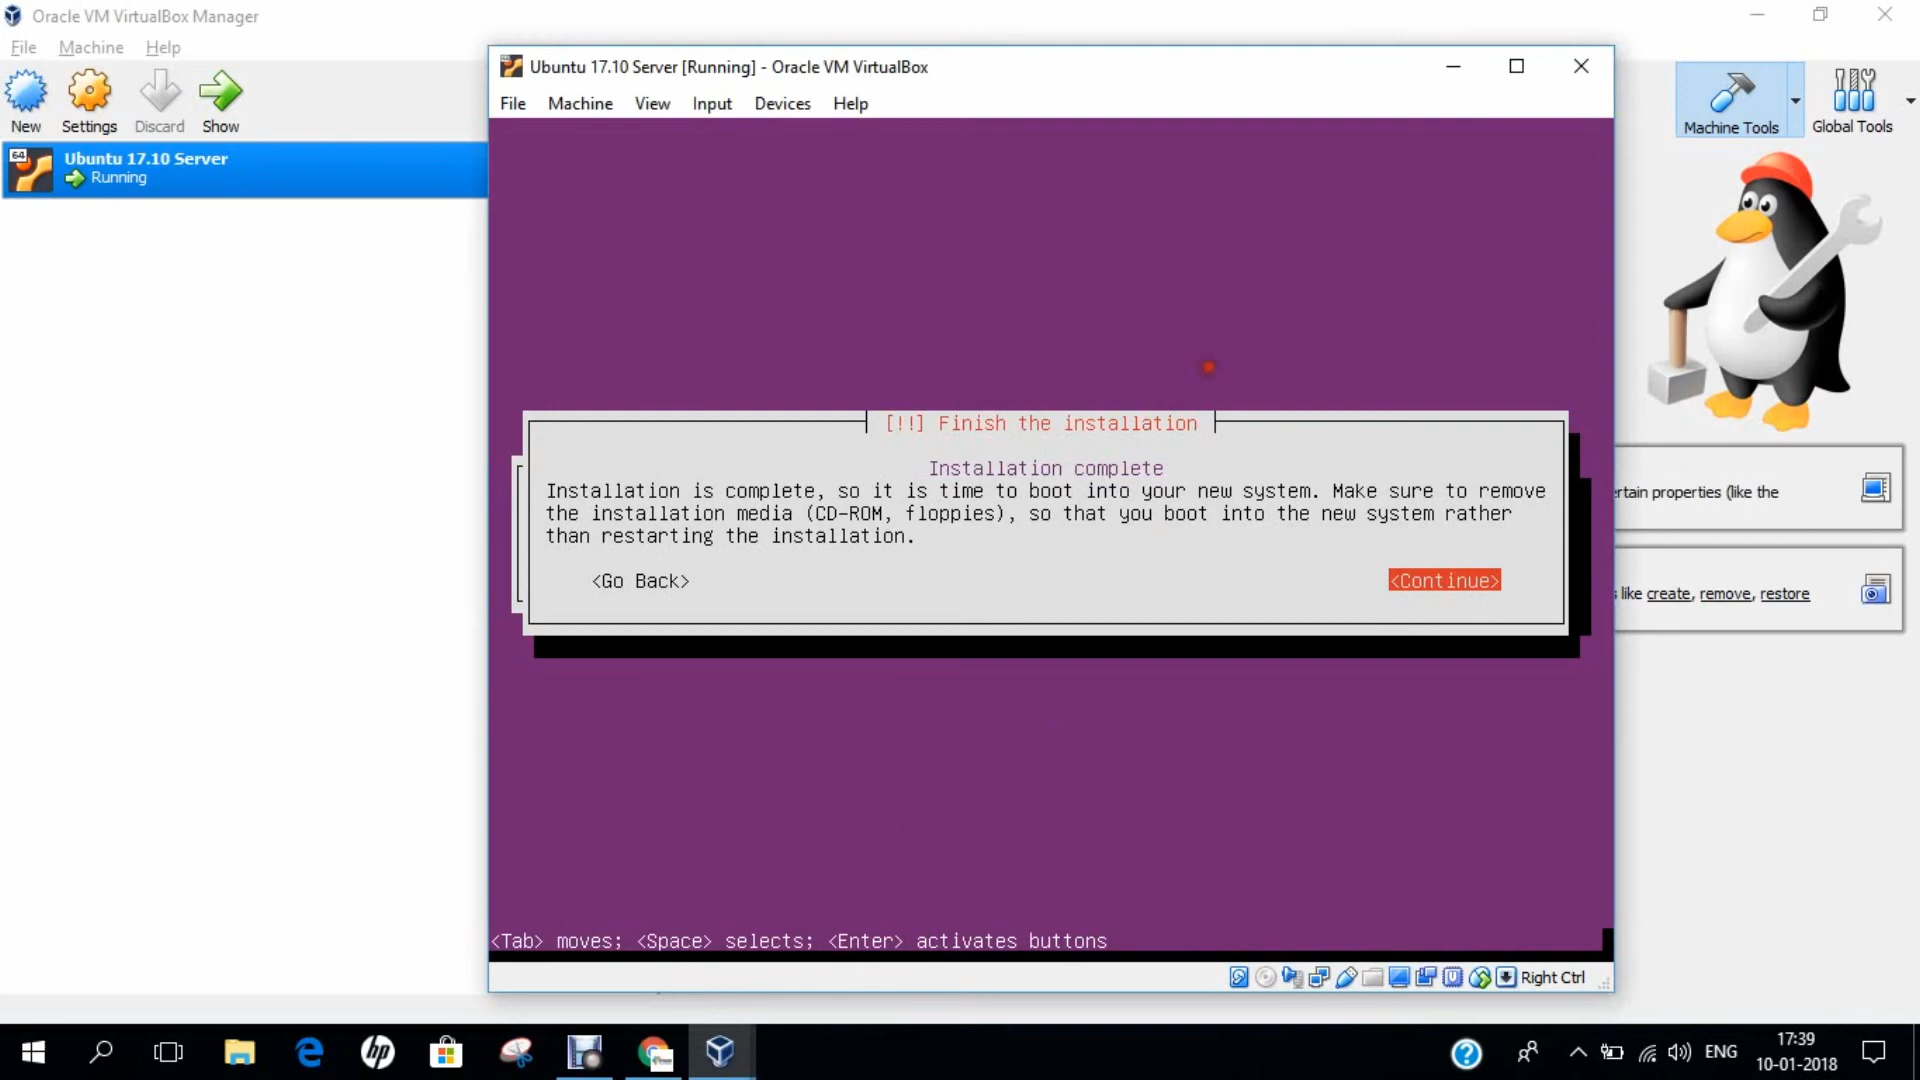 Oracle VM VirtualBox Manager
File Machine Help
New Settings Discard Show
64
Ubuntu 17.10 Server
Running
Ubuntu 17.10 Server [Running] - Oracle VM VirtualBox
File Machine View Input Devices Help
Machine Tools
Global Tools
[!!] Finish the installation
Installation complete
Installation is complete, so it is time to boot into your new system. Make sure to remove
the installation media (CD-ROM, floppies), so that you boot into the new system rather
than restarting the installation.
<Go Back> <Continue>
ertain properties (like the
like create, remove, restore
<Tab> moves; <Space> selects; <Enter> activates buttons
Right Ctrl
hp
ENG
17:39
10-01-2018